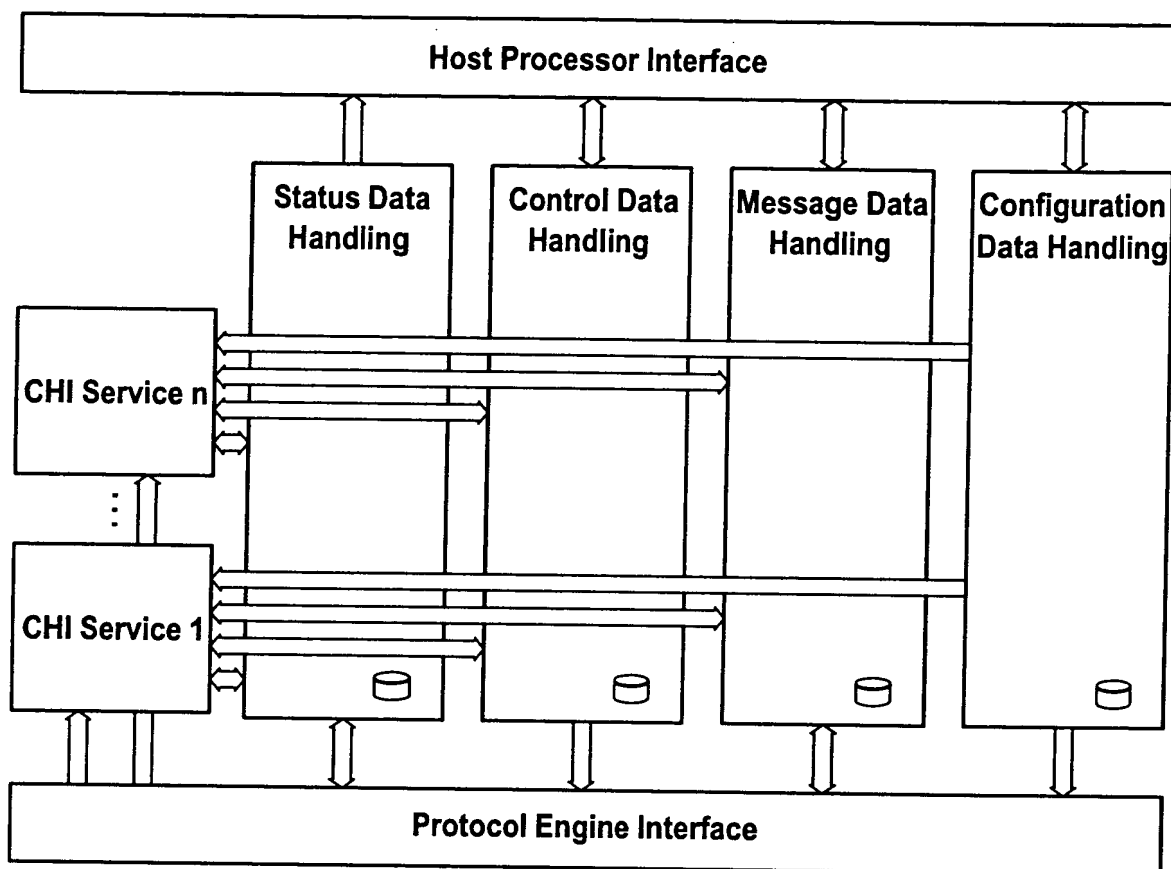 Host Processor Interface
Status Data
Handling
Control Data
Handling
Message Data
Handling
Configuration
Data Handling
CHI Service n
...
CHI Service 1
Protocol Engine Interface